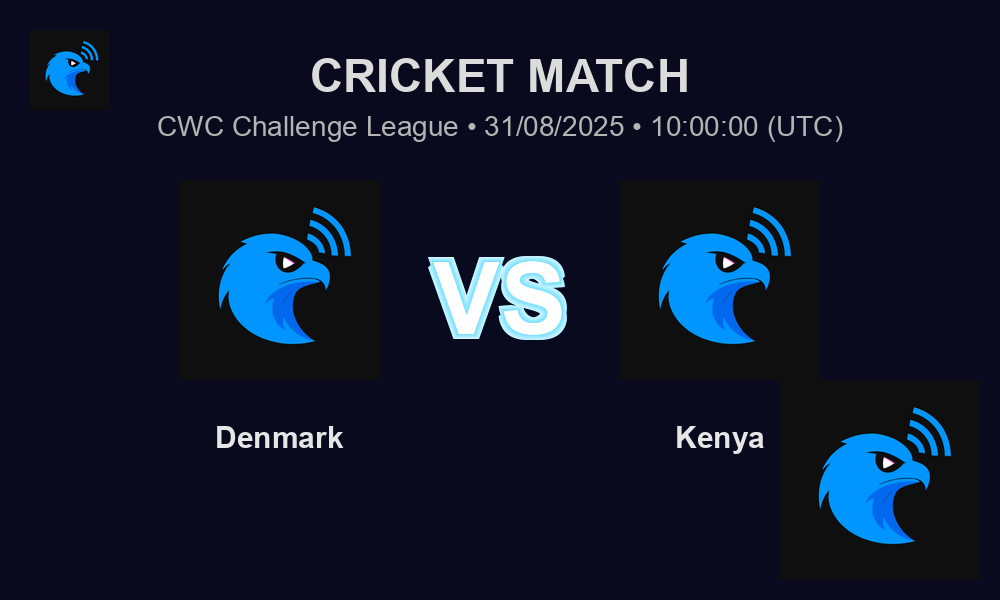 CRICKET MATCH
CWC Challenge League • 31/08/2025 • 10:00:00 (UTC)
VS
Denmark
Kenya